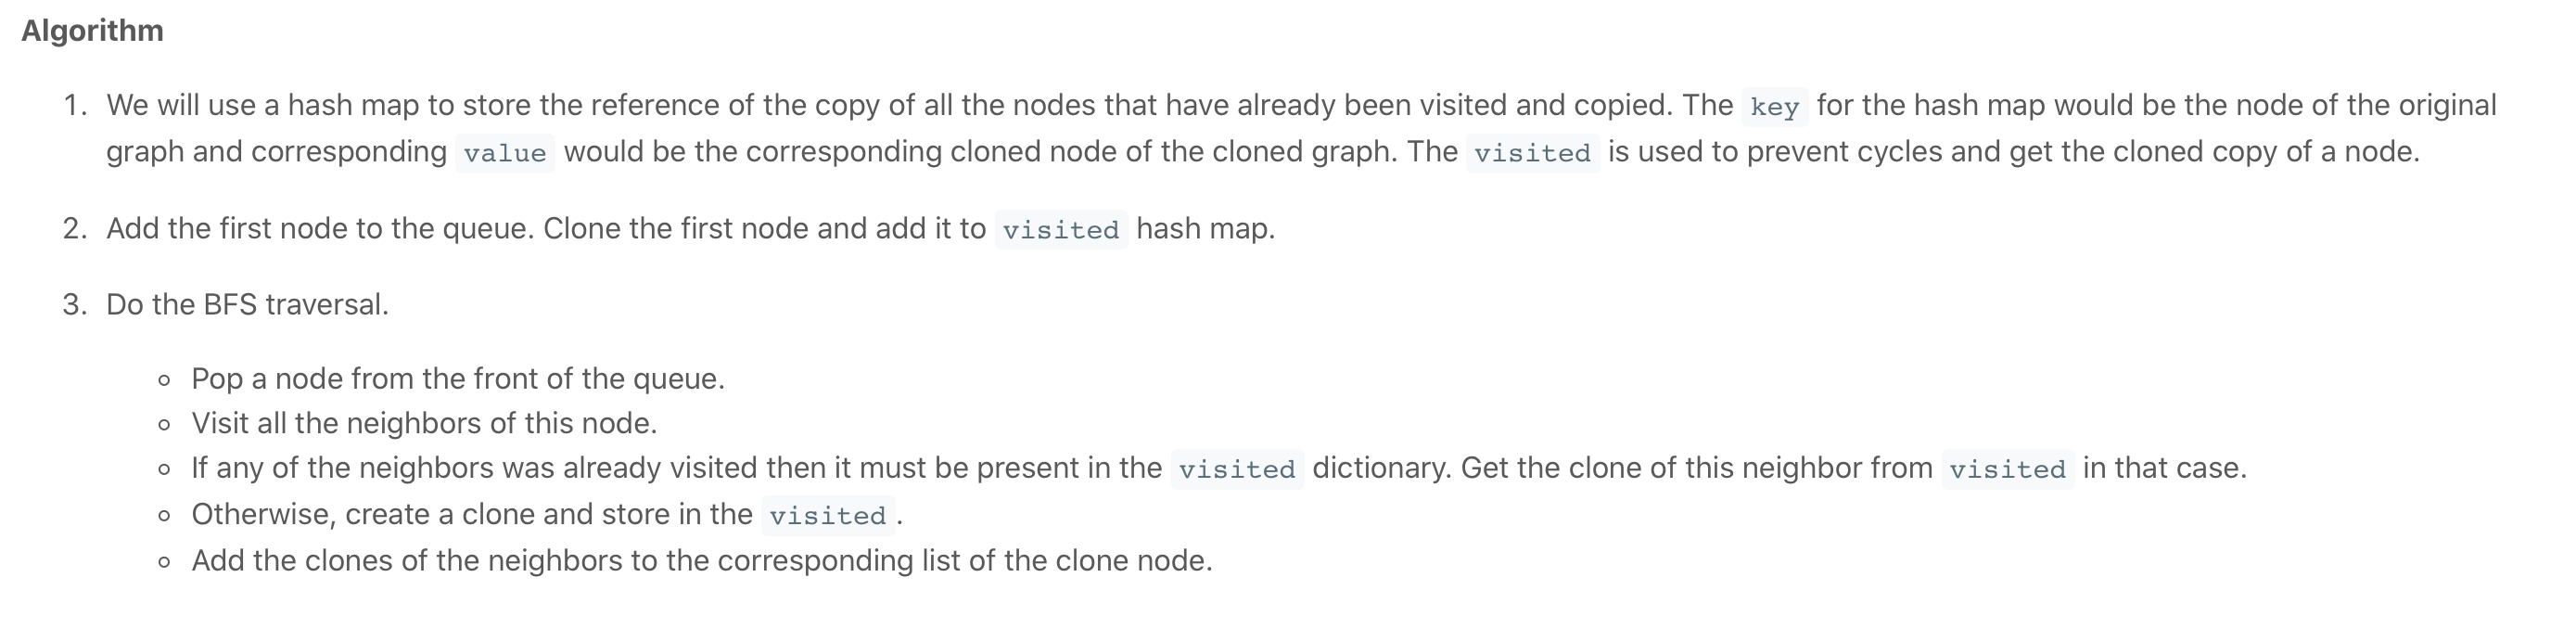 Algorithm
1. We will use a hash map to store the reference of the copy of all the nodes that have already been visited and copied. The key for the hash map would be the node of the original
graph and corresponding value would be the corresponding cloned node of the cloned graph. The visited is used to prevent cycles and get the cloned copy of a node.
2. Add the first node to the queue. Clone the first node and add it to visited hash map.
3. Do the BFS traversal.
◦ Pop a node from the front of the queue.
◦ Visit all the neighbors of this node.
◦ If any of the neighbors was already visited then it must be present in the visited dictionary. Get the clone of this neighbor from visited in that case.
◦ Otherwise, create a clone and store in the visited.
◦ Add the clones of the neighbors to the corresponding list of the clone node.